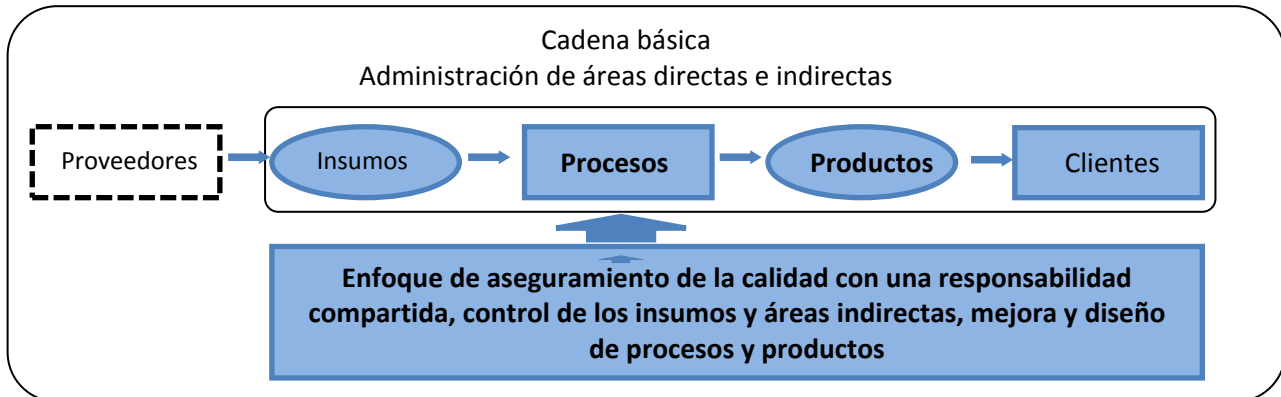 Cadena básica
Administración de áreas directas e indirectas
Proveedores
Insumos
Procesos
Productos
Clientes
Enfoque de aseguramiento de la calidad con una responsabilidad
compartida, control de los insumos y áreas indirectas, mejora y diseño
de procesos y productos